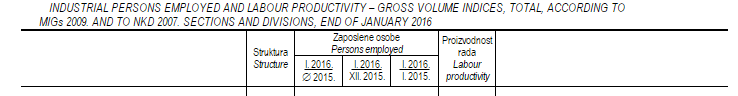 INDUSTRIAL PERSONS EMPLOYED AND LABOUR PRODUCTIVITY – GROSS VOLUME INDICES, TOTAL, ACCORDING TO
MIGs 2009. AND TO NKD 2007. SECTIONS AND DIVISIONS, END OF JANUARY 2016
Struktura
Structure
Zaposlene osobe
Persons employed
I. 2016.
∅ 2015.
I. 2016.
XII. 2015.
I. 2016.
I. 2015.
Proizvodnost
rada
Labour
productivity